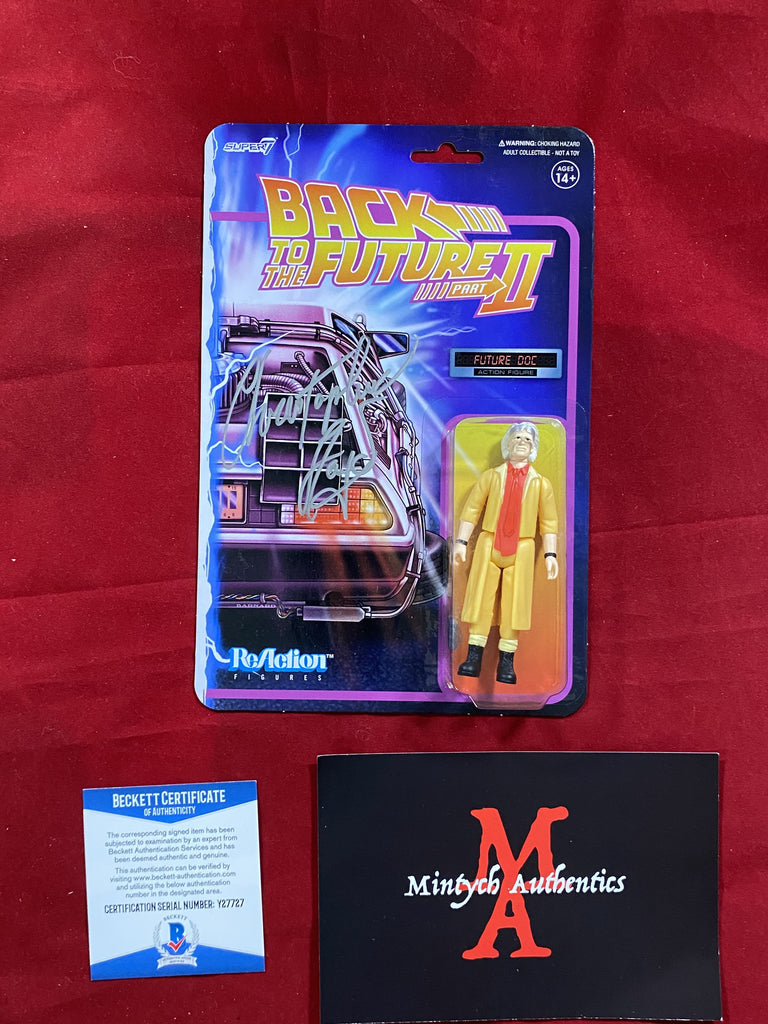 SUPER7
WARNING: CHOKING HAZARD
ADULT COLLECTIBLE - NOT A TOY
AGES
14+
BACK
TO THE FUTURE
PART II
FUTURE DOC
ACTION FIGURE
ReAction™
FIGURES
BECKETT CERTIFICATE
OF AUTHENTICITY
The corresponding signed item has been
subjected to examination by an expert from
Beckett Authentication Services and has
been deemed authentic and genuine.
This authentication can be verified by
visiting www.beckett-authentication.com
and utilizing the below authentication
number in the designated area.
CERTIFICATION SERIAL NUMBER: Y27727
BECKETT
B
MA
Mintych Authentics